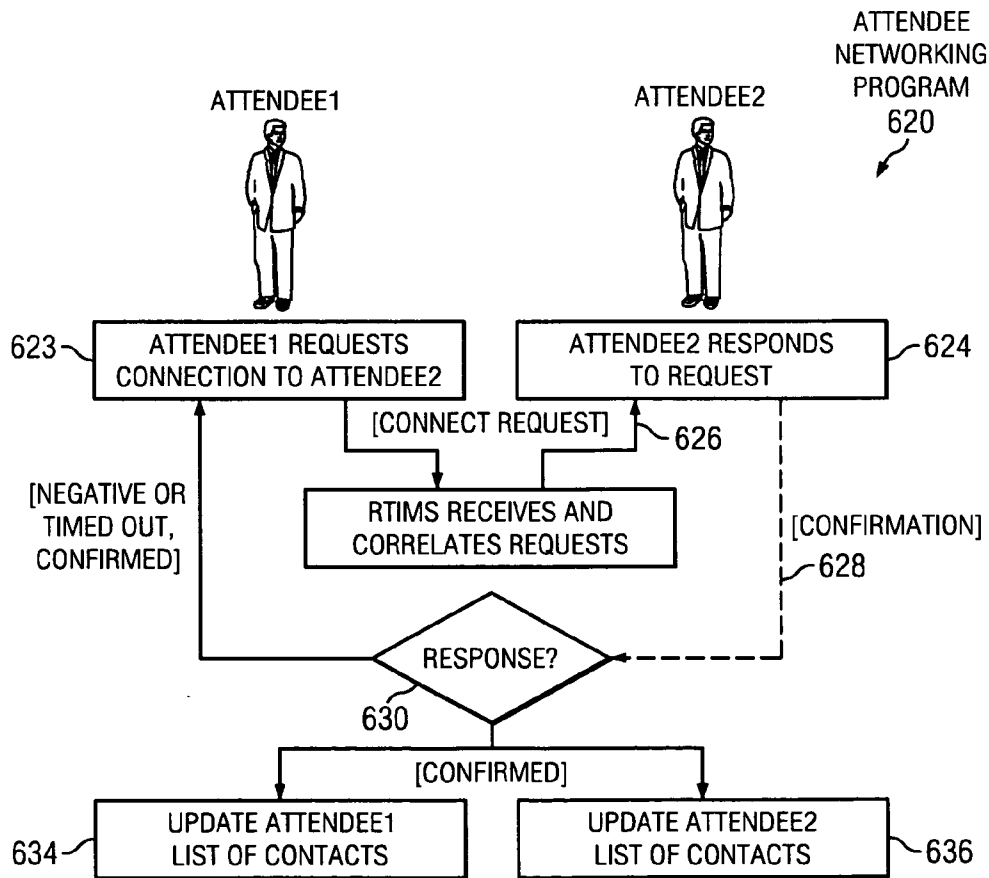 ATTENDEE
NETWORKING
PROGRAM
620
ATTENDEE1
ATTENDEE2
623
ATTENDEE1 REQUESTS
CONNECTION TO ATTENDEE2
ATTENDEE2 RESPONDS
TO REQUEST
624
[CONNECT REQUEST]
626
[NEGATIVE OR
TIMED OUT,
CONFIRMED]
RTIMS RECEIVES AND
CORRELATES REQUESTS
[CONFIRMATION]
628
RESPONSE?
630
[CONFIRMED]
634
UPDATE ATTENDEE1
LIST OF CONTACTS
UPDATE ATTENDEE2
LIST OF CONTACTS
636